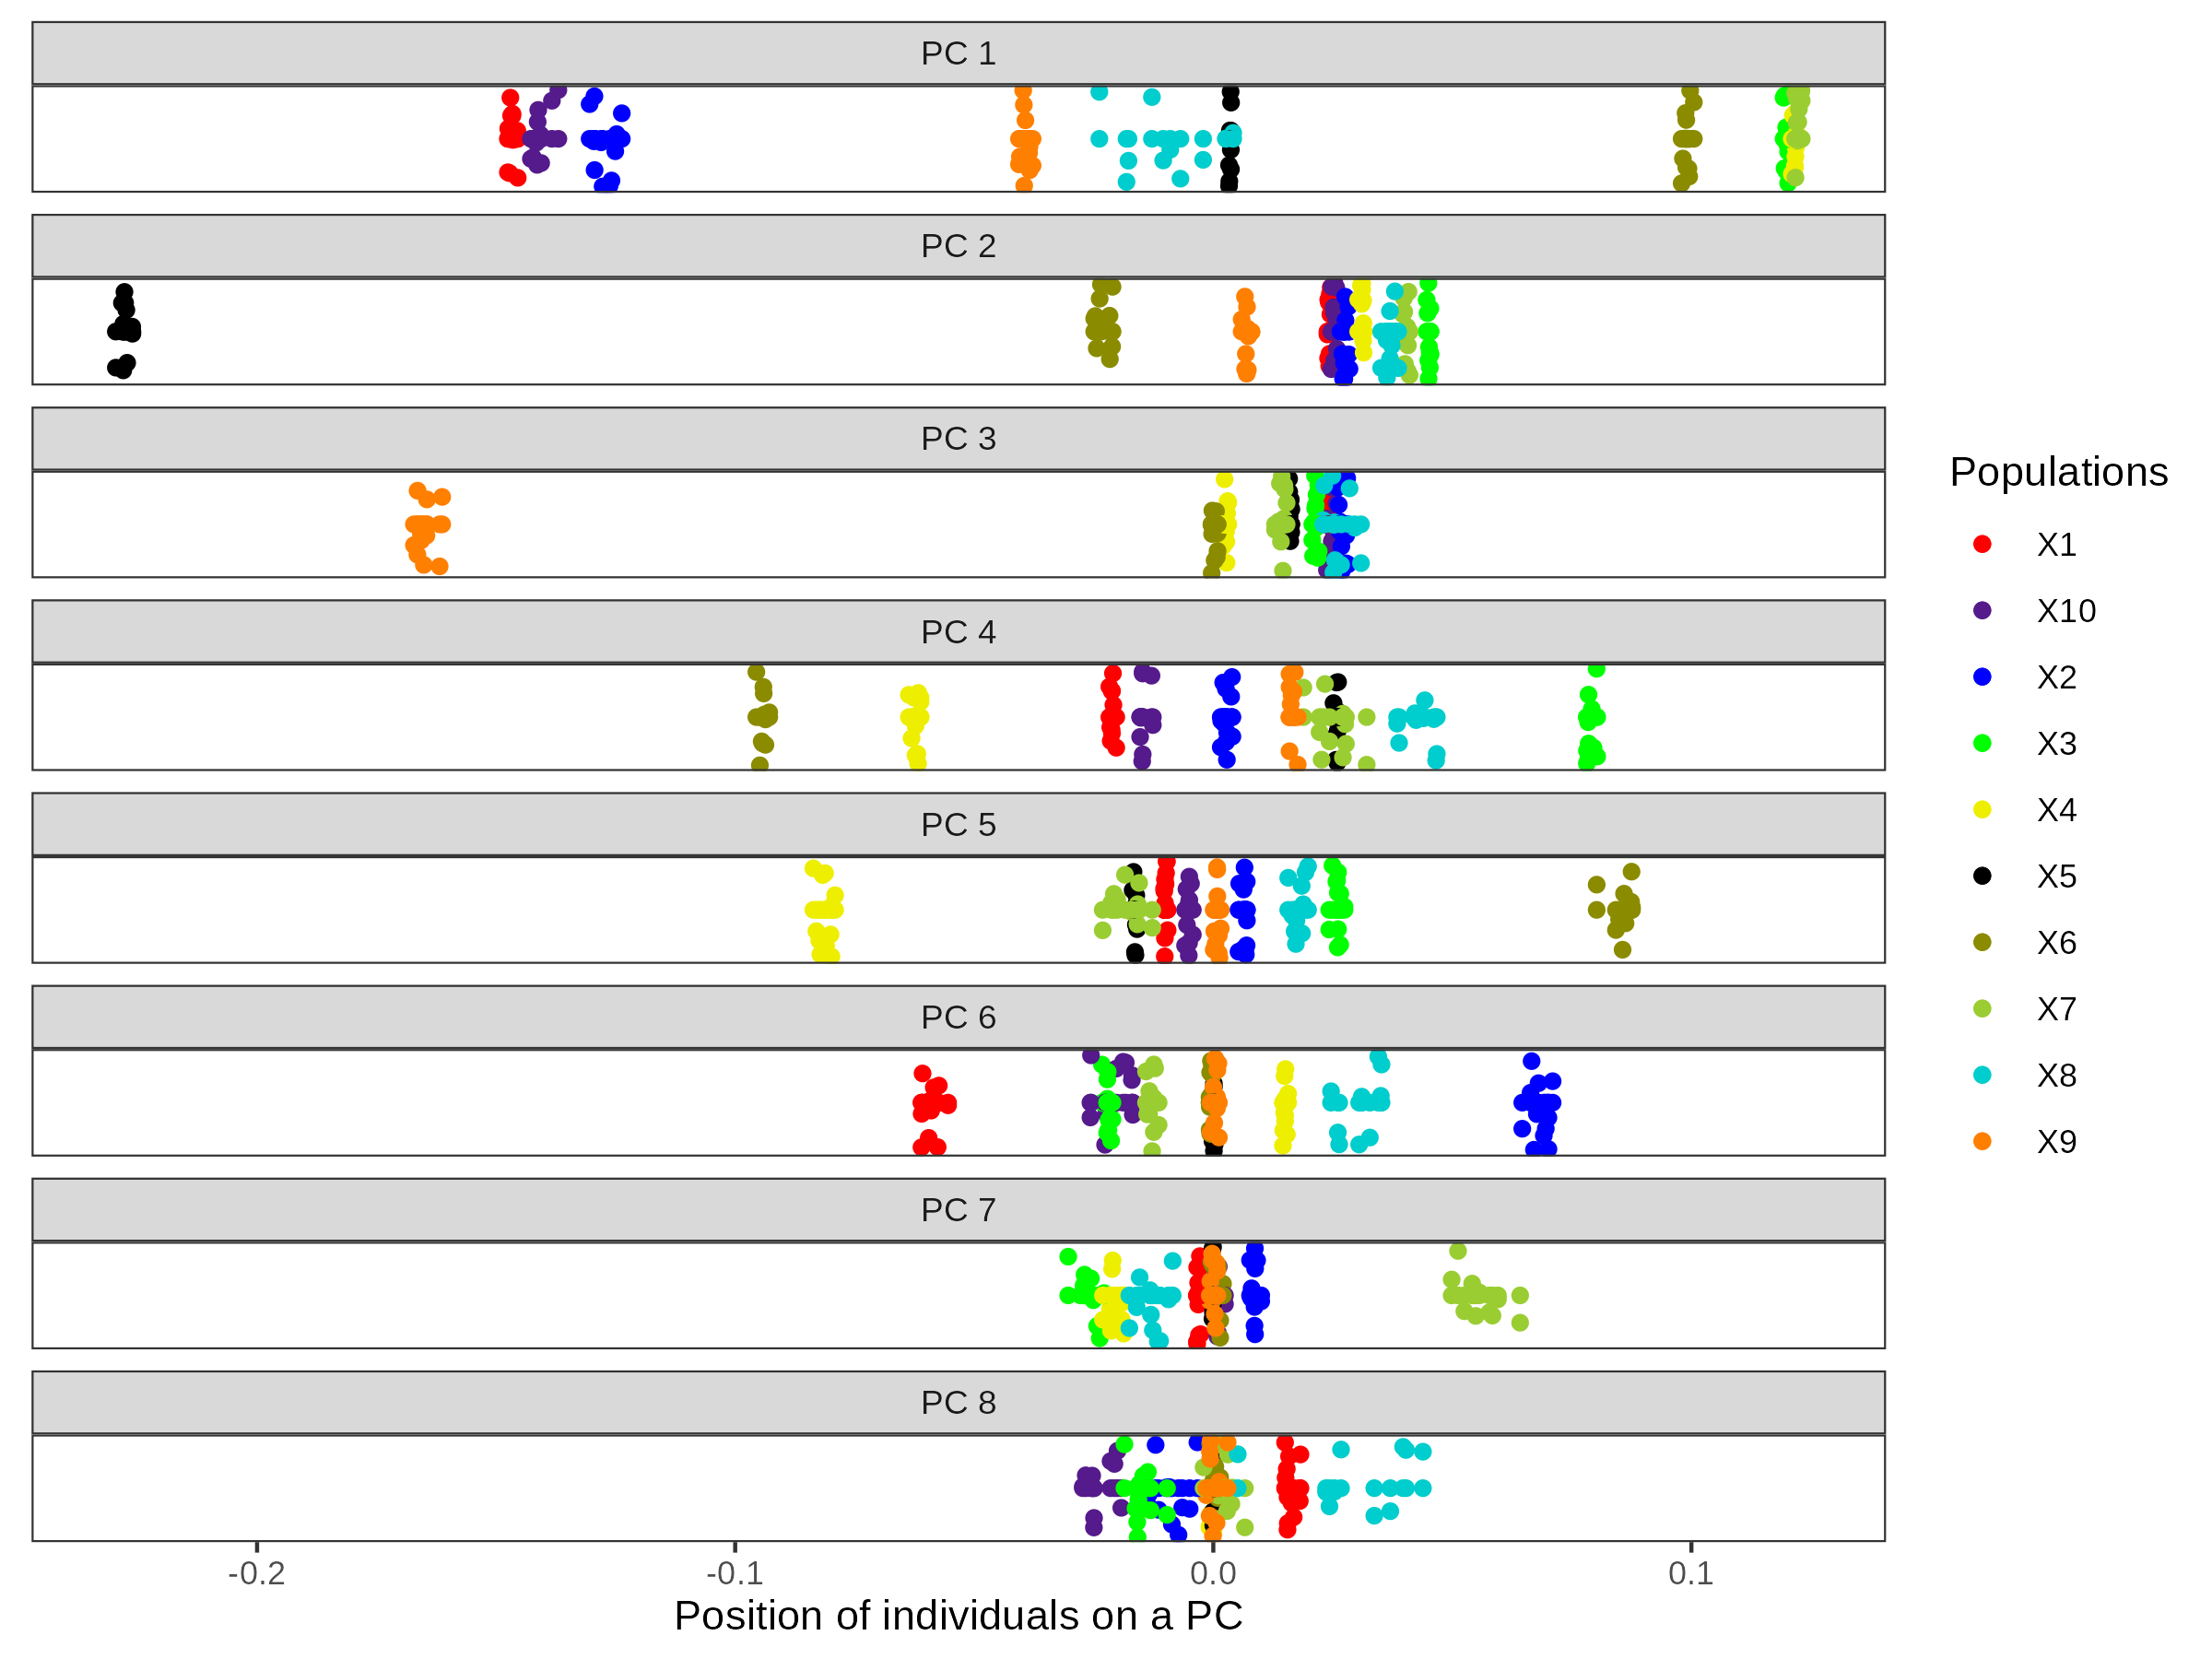 PC 1
PC 2
PC 3
PC 4
PC 5
PC 6
PC 7
PC 8
-0.2
-0.1
0.0
0.1
Position of individuals on a PC
Populations
X1
X10
X2
X3
X4
X5
X6
X7
X8
X9